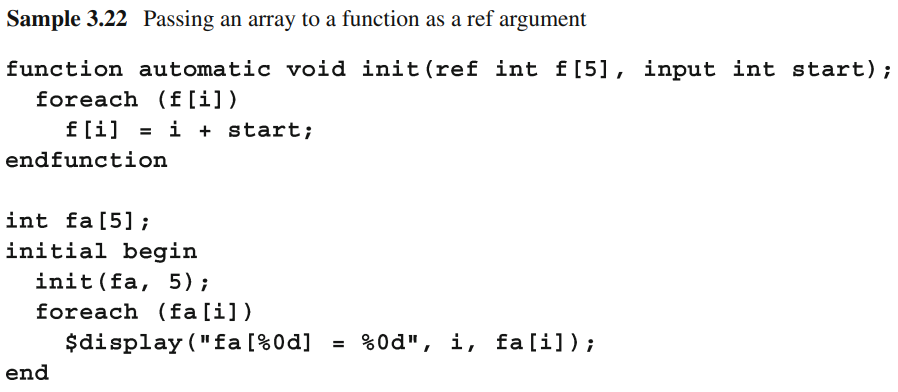 Sample 3.22 Passing an array to a function as a ref argument
function automatic void init(ref int f[5], input int start);
  foreach (f[i])
    f[i] = i + start;
endfunction

int fa[5];
initial begin
  init(fa, 5);
  foreach (fa[i])
    $display("fa[%0d] = %0d", i, fa[i]);
end